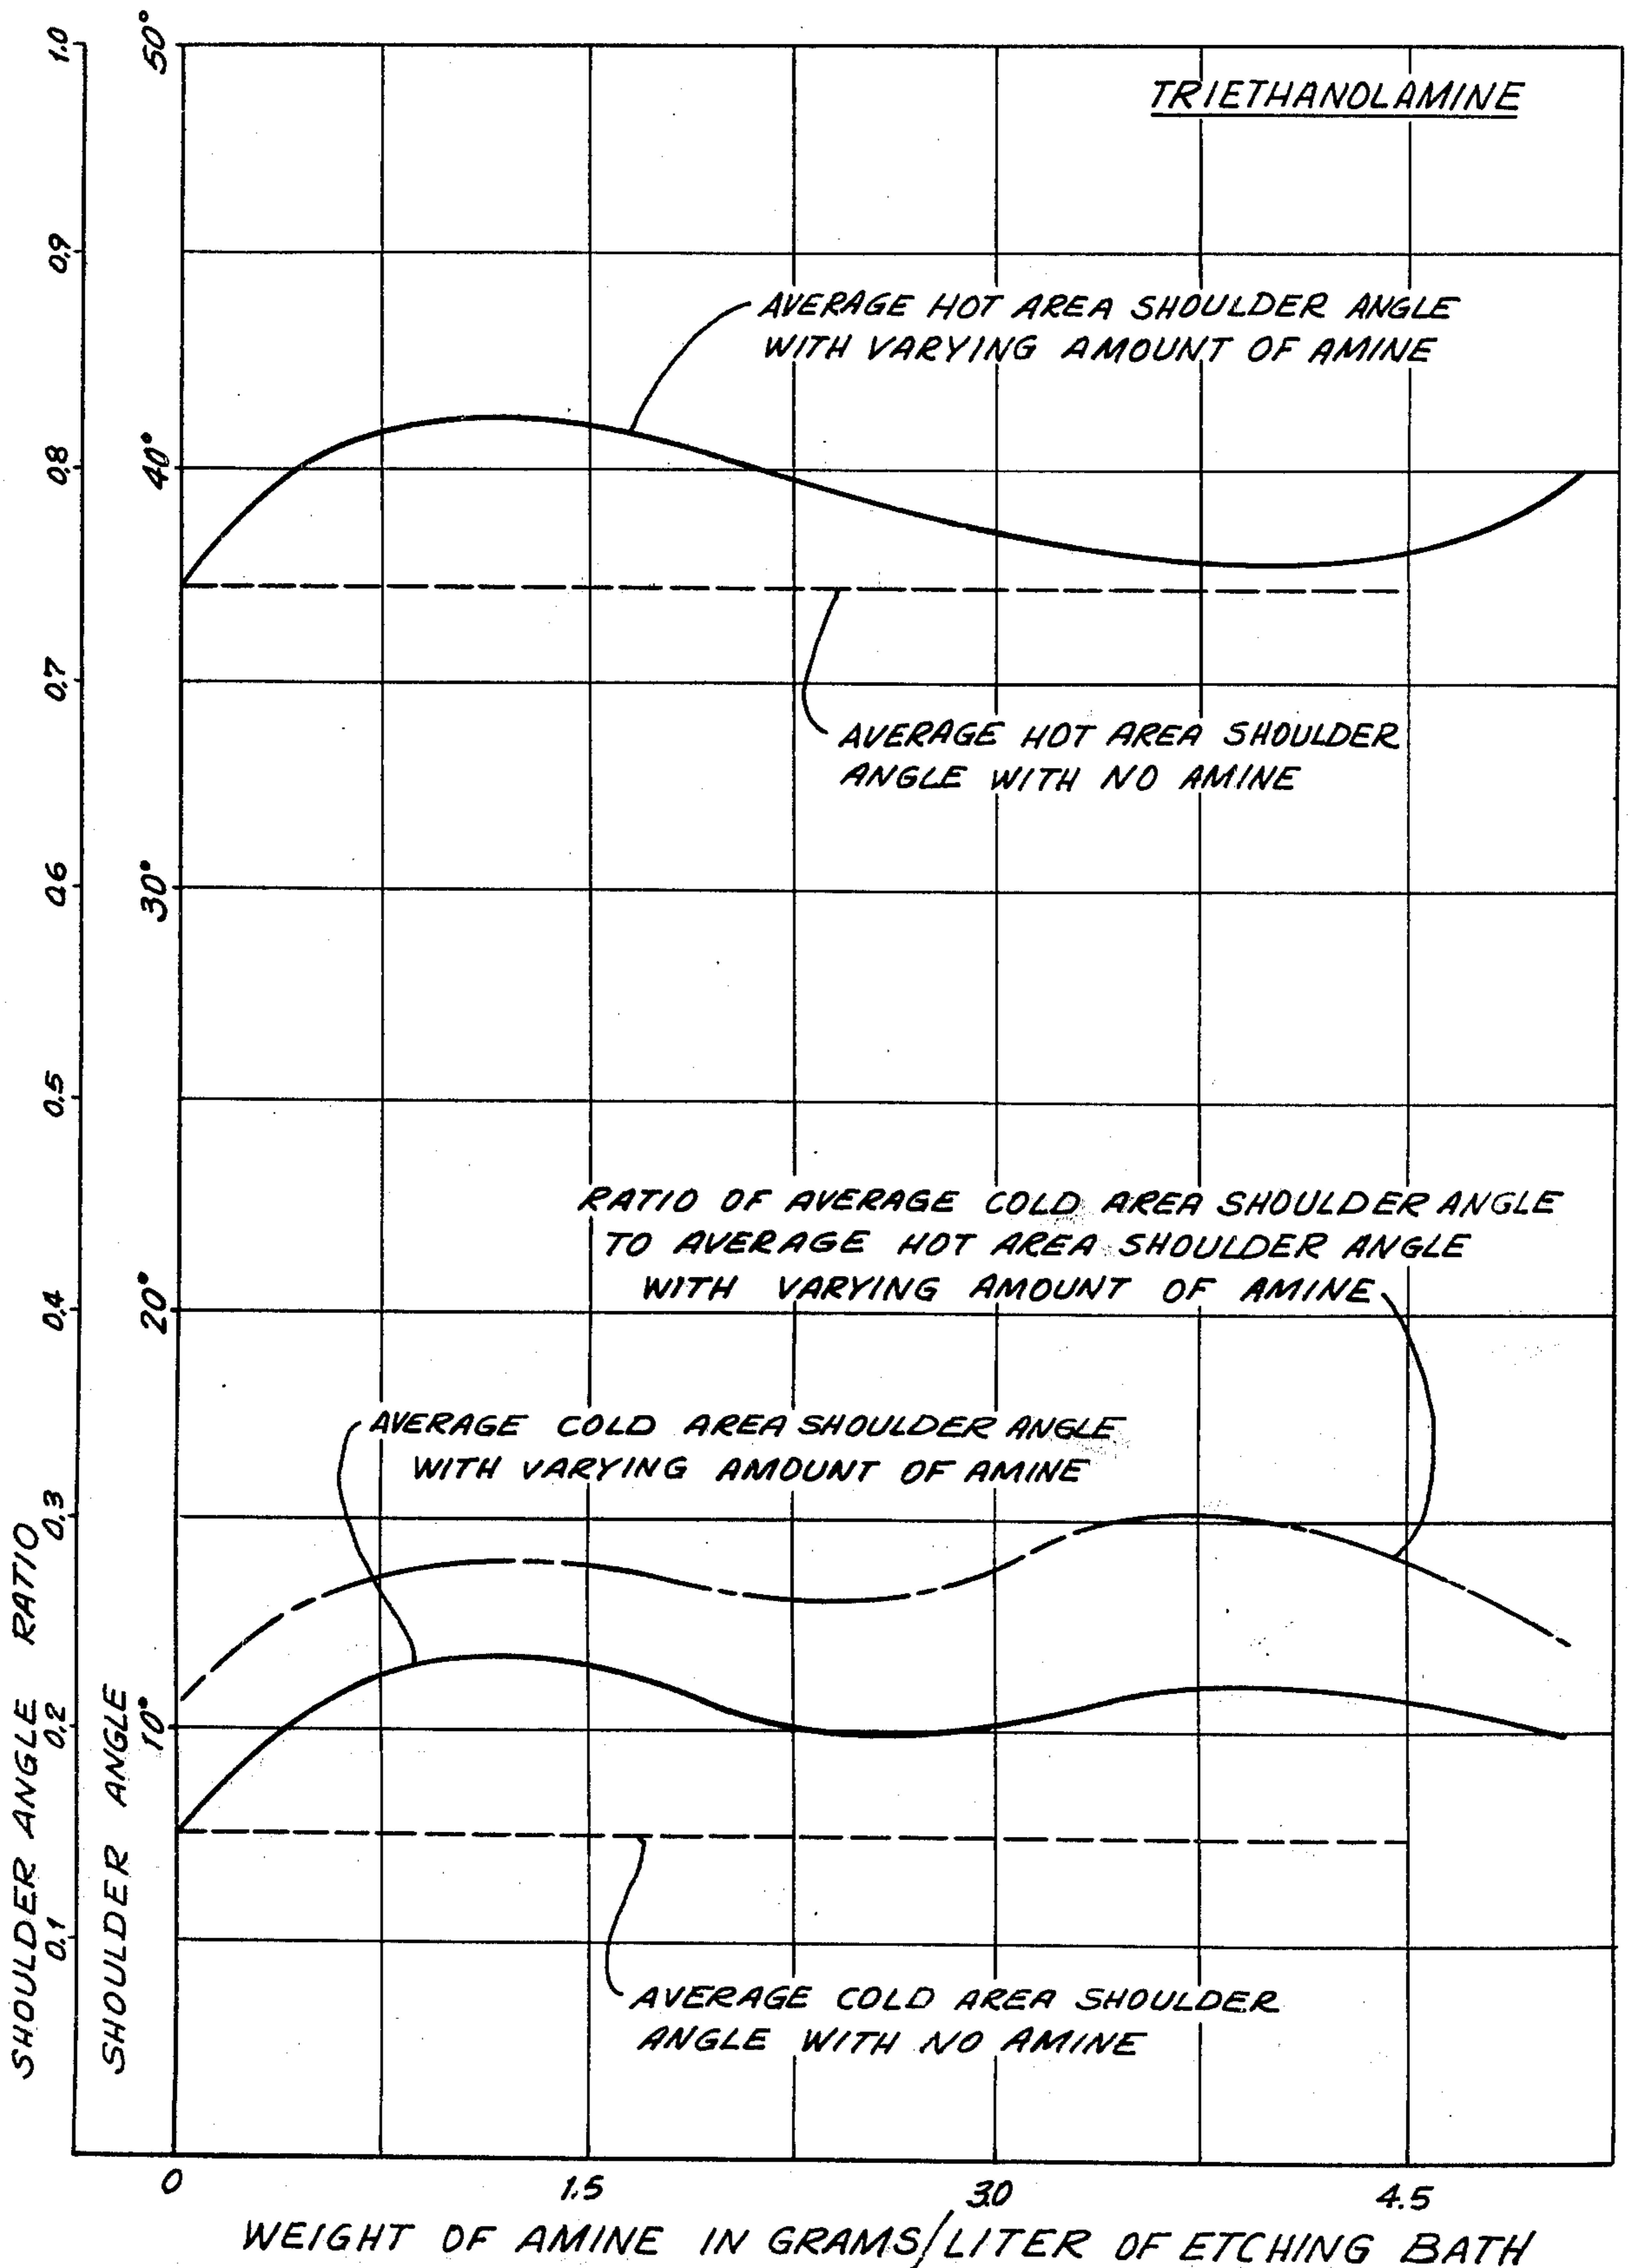 TRIETHANOLAMINE
1.0
0.9
0.8
0.7
0.6
0.5
0.4
0.3
0.2
0.1
SHOULDER ANGLE RATIO
50°
40°
30°
20°
10°
SHOULDER ANGLE
AVERAGE HOT AREA SHOULDER ANGLE
WITH VARYING AMOUNT OF AMINE
AVERAGE HOT AREA SHOULDER
ANGLE WITH NO AMINE
RATIO OF AVERAGE COLD AREA SHOULDER ANGLE
TO AVERAGE HOT AREA SHOULDER ANGLE
WITH VARYING AMOUNT OF AMINE
AVERAGE COLD AREA SHOULDER ANGLE
WITH VARYING AMOUNT OF AMINE
AVERAGE COLD AREA SHOULDER
ANGLE WITH NO AMINE
0 1.5 3.0 4.5
WEIGHT OF AMINE IN GRAMS/LITER OF ETCHING BATH